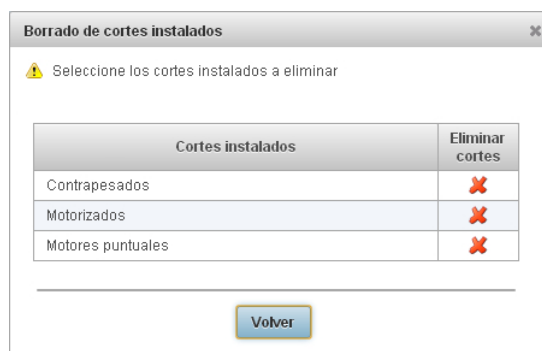 Borrado de cortes instalados
Seleccione los cortes instalados a eliminar
Cortes instalados
Eliminar
cortes
Contrapesados
Motorizados
Motores puntuales
Volver